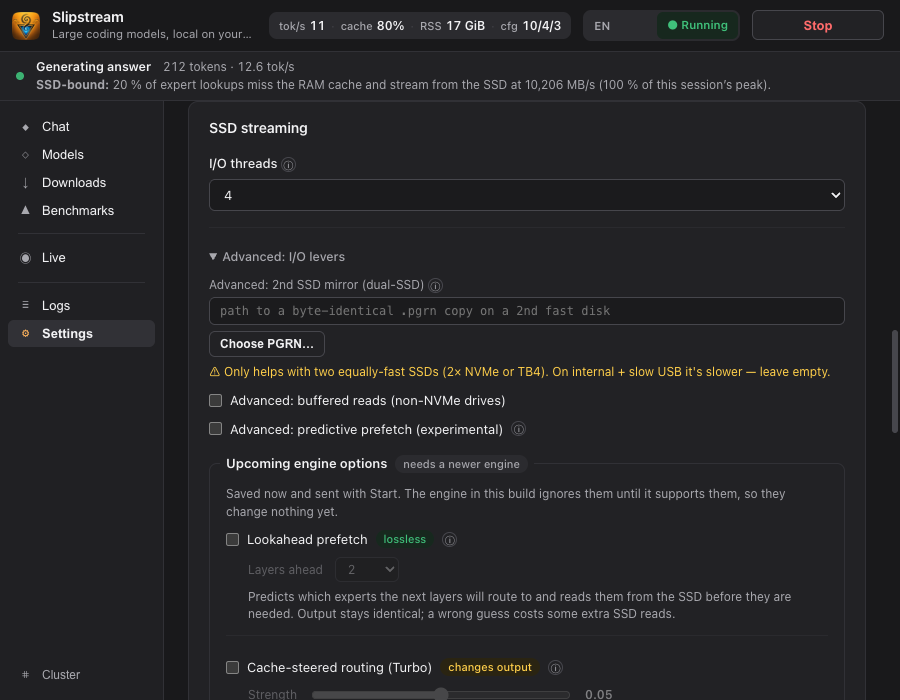 Slipstream
Large coding models, local on your…
tok/s 11 · cache 80% · RSS 17 GiB · cfg 10/4/3
EN
Running
Stop
Generating answer 212 tokens · 12.6 tok/s
SSD-bound: 20 % of expert lookups miss the RAM cache and stream from the SSD at 10,206 MB/s (100 % of this session's peak).
Chat
Models
Downloads
Benchmarks
Live
Logs
Settings
Cluster
SSD streaming
I/O threads
4
Advanced: I/O levers
Advanced: 2nd SSD mirror (dual-SSD)
path to a byte-identical .pgrn copy on a 2nd fast disk
Choose PGRN…
⚠ Only helps with two equally-fast SSDs (2× NVMe or TB4). On internal + slow USB it's slower — leave empty.
Advanced: buffered reads (non-NVMe drives)
Advanced: predictive prefetch (experimental)
Upcoming engine options needs a newer engine
Saved now and sent with Start. The engine in this build ignores them until it supports them, so they
change nothing yet.
Lookahead prefetch lossless
Layers ahead 2
Predicts which experts the next layers will route to and reads them from the SSD before they are
needed. Output stays identical; a wrong guess costs some extra SSD reads.
Cache-steered routing (Turbo) changes output
Strength 0.05